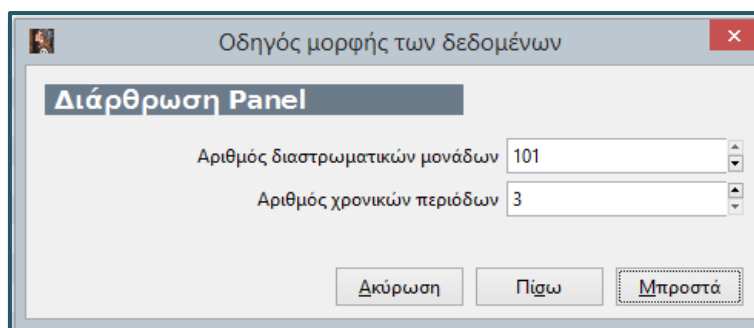 Οδηγός μορφής των δεδομένων
Διάρθρωση Panel
Αριθμός διαστρωματικών μονάδων 101
Αριθμός χρονικών περιόδων 3
Ακύρωση Πίσω Μπροστά